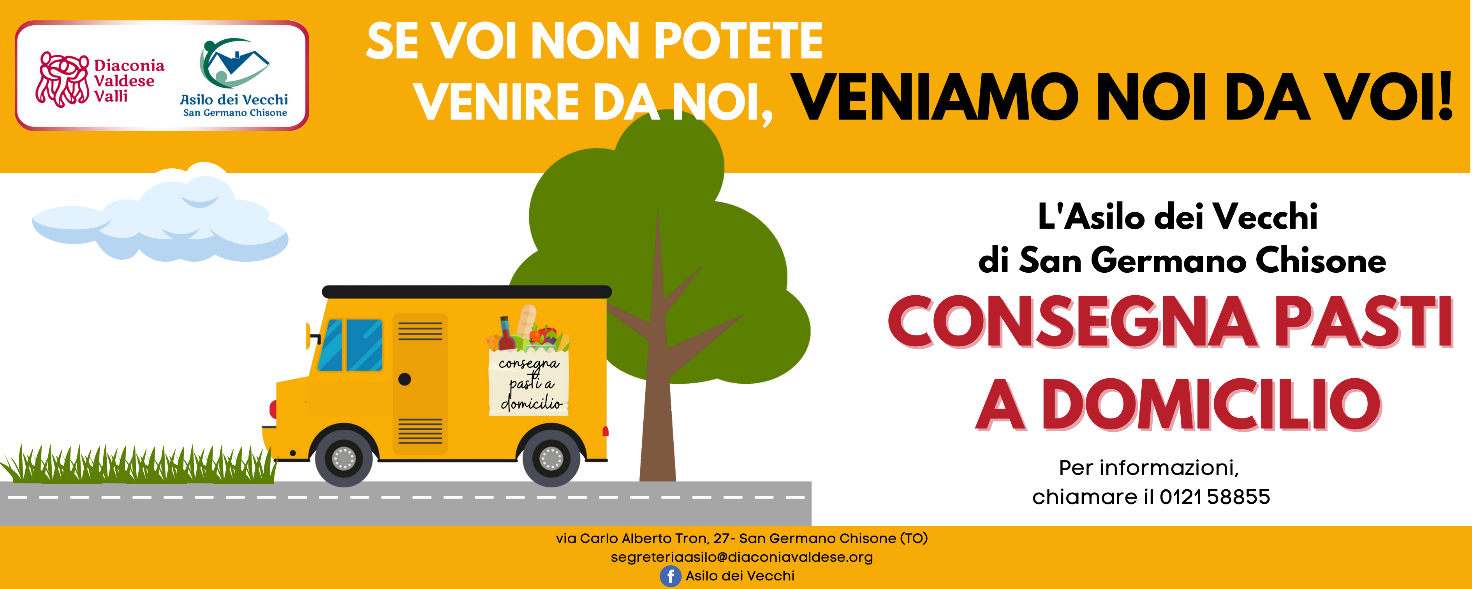 Diaconia
Valdese
Valli
Asilo dei Vecchi
San Germano Chisone
SE VOI NON POTETE
VENIRE DA NOI, VENIAMO NOI DA VOI!
L'Asilo dei Vecchi
di San Germano Chisone
CONSEGNA PASTI
A DOMICILIO
consegna
pasti a
domicilio
Per informazioni,
chiamare il 0121 58855
via Carlo Alberto Tron, 27- San Germano Chisone (TO)
segreteriaasilo@diaconiavaldese.org
f Asilo dei Vecchi